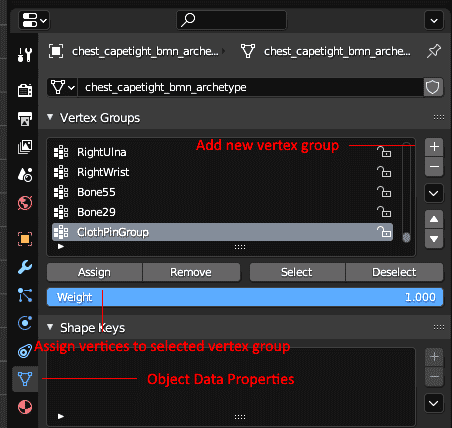 chest_capetight_bmn_arche...
chest_capetight_bmn_arche...
chest_capetight_bmn_archetype
Vertex Groups
Add new vertex group
RightUlna
RightWrist
Bone55
Bone29
ClothPinGroup
Assign
Remove
Select
Deselect
Weight
1.000
Shape Keys
Assign vertices to selected vertex group
Object Data Properties